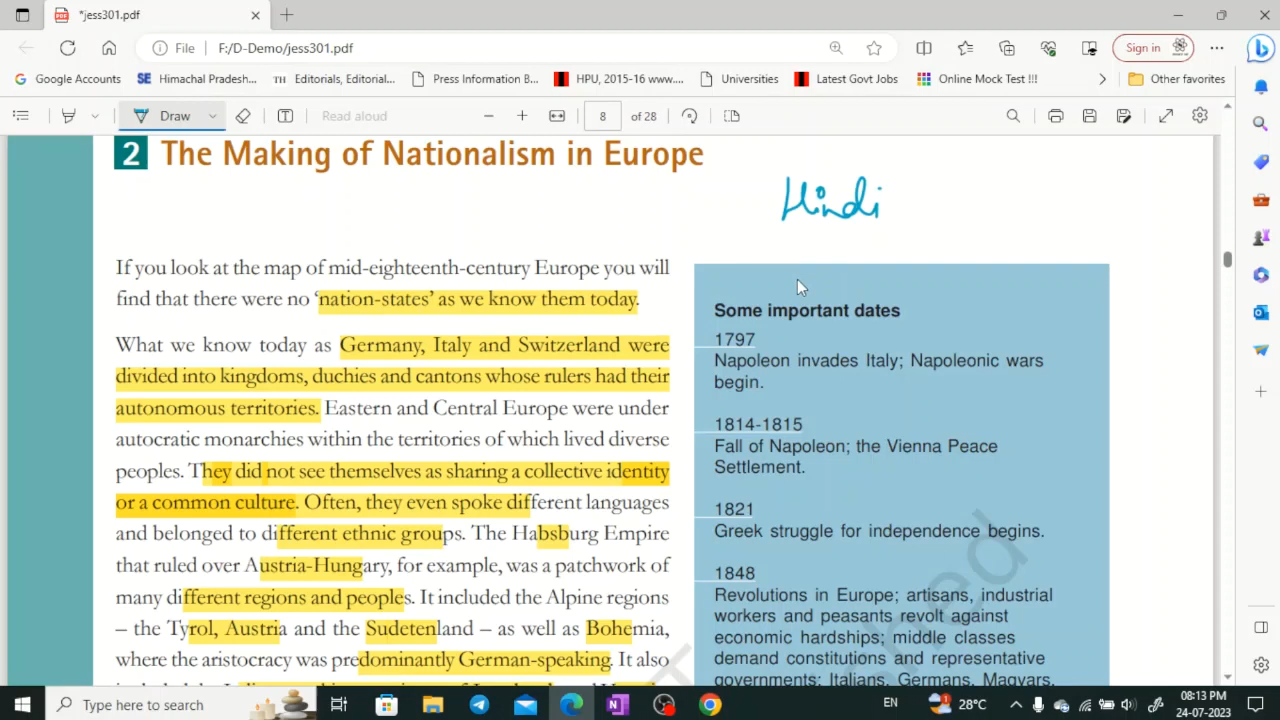 *jess301.pdf
File F:/D-Demo/jess301.pdf Sign in
Google Accounts SE Himachal Pradesh... TH Editorials, Editorial... Press Information B... HPU, 2015-16 www.... Universities Latest Govt Jobs Online Mock Test !!! Other favorites
Draw Read aloud 8 of 28
2 The Making of Nationalism in Europe
Hindi
If you look at the map of mid-eighteenth-century Europe you will
find that there were no ‘nation-states’ as we know them today.
What we know today as Germany, Italy and Switzerland were
divided into kingdoms, duchies and cantons whose rulers had their
autonomous territories. Eastern and Central Europe were under
autocratic monarchies within the territories of which lived diverse
peoples. They did not see themselves as sharing a collective identity
or a common culture. Often, they even spoke different languages
and belonged to different ethnic groups. The Habsburg Empire
that ruled over Austria-Hungary, for example, was a patchwork of
many different regions and peoples. It included the Alpine regions
– the Tyrol, Austria and the Sudetenland – as well as Bohemia,
where the aristocracy was predominantly German-speaking. It also
Some important dates
1797
Napoleon invades Italy; Napoleonic wars
begin.
1814-1815
Fall of Napoleon; the Vienna Peace
Settlement.
1821
Greek struggle for independence begins.
1848
Revolutions in Europe; artisans, industrial
workers and peasants revolt against
economic hardships; middle classes
demand constitutions and representative
governments; Italians, Germans, Magyars,
Type here to search 28°C EN 08:13 PM
24-07-2023